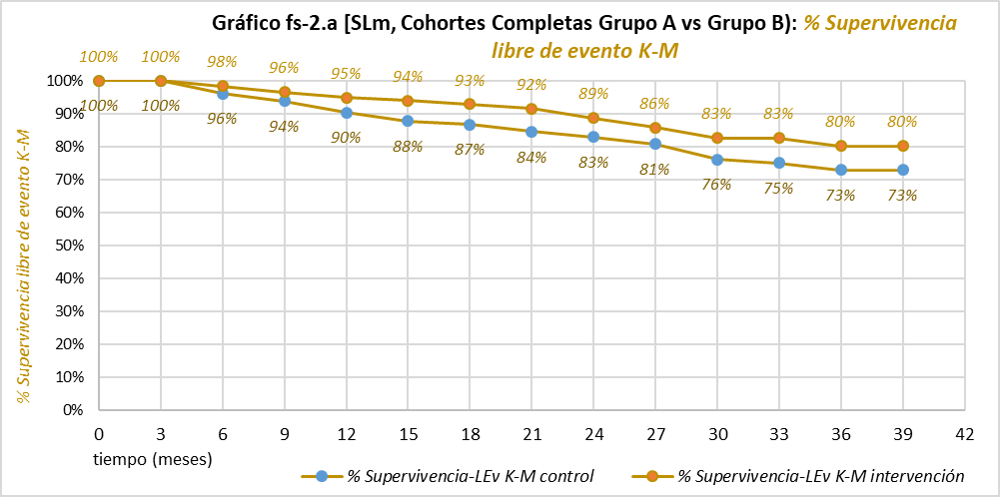 Gráfico fs-2.a [SLm, Cohortes Completas Grupo A vs Grupo B): % Supervivencia
libre de evento K-M
100% 100% 98% 96% 95% 94% 93% 92% 89% 86% 83% 83% 80% 80%
100% 100% 96% 94% 90% 88% 87% 84% 83% 81% 76% 75% 73% 73%
% Supervivencia libre de evento K-M
100%
90%
80%
70%
60%
50%
40%
30%
20%
10%
0%
0 3 6 9 12 15 18 21 24 27 30 33 36 39 42
tiempo (meses)
% Supervivencia-LEv K-M control % Supervivencia-LEv K-M intervención